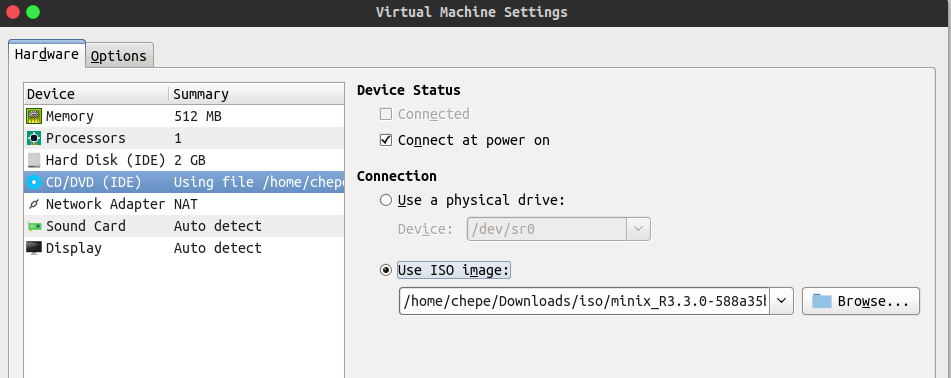 Virtual Machine Settings
Hardware
Options
Device Summary
Memory 512 MB
Processors 1
Hard Disk (IDE) 2 GB
CD/DVD (IDE) Using file /home/chepe
Network Adapter NAT
Sound Card Auto detect
Display Auto detect
Device Status
Connected
Connect at power on
Connection
Use a physical drive:
Device: /dev/sr0
Use ISO image:
/home/chepe/Downloads/iso/minix_R3.3.0-588a35b
Browse...